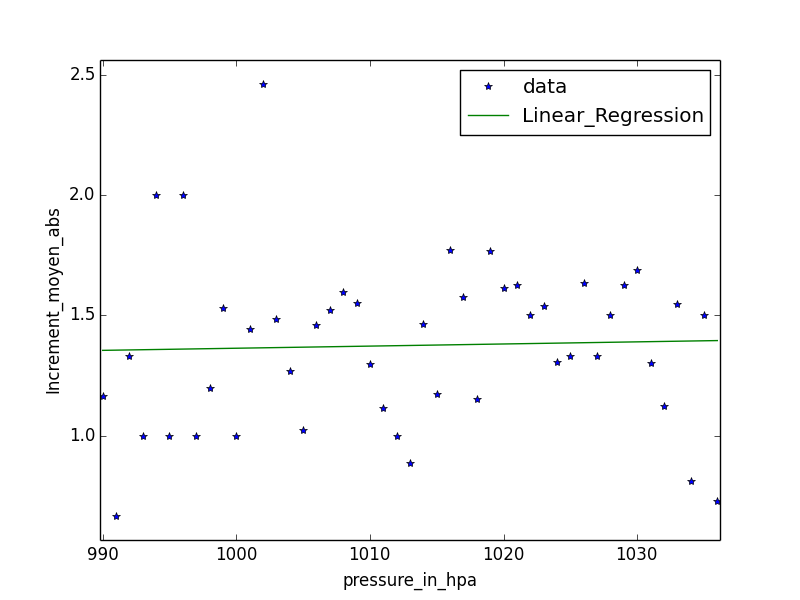 2.5
2.0
1.5
1.0
Increment_moyen_abs
data
Linear_Regression
990 1000 1010 1020 1030
pressure_in_hpa